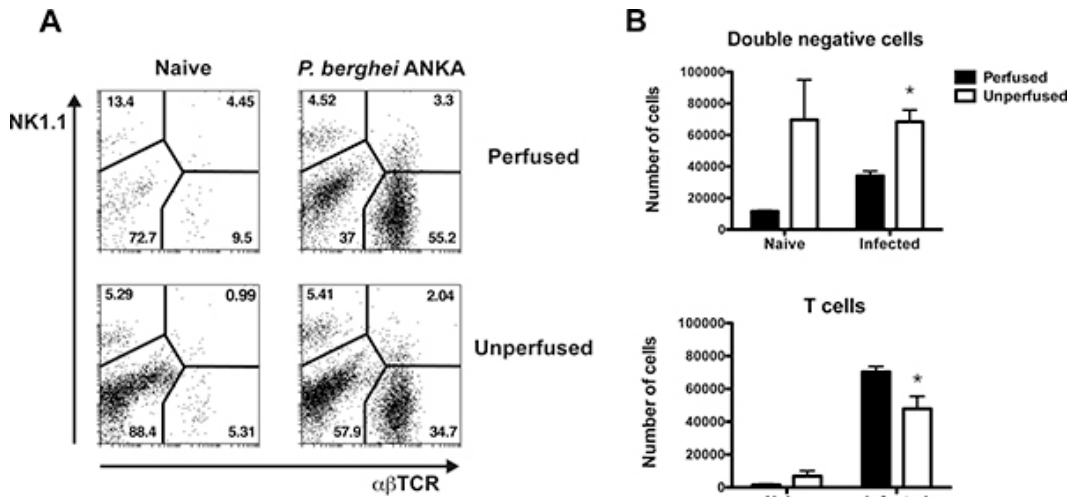 A
B
Naive
P. berghei ANKA
NK1.1
13.4
4.45
72.7
9.5
4.52
3.3
37
55.2
Perfused
5.29
0.99
88.4
5.31
5.41
2.04
57.9
34.7
Unperfused
αβTCR
Double negative cells
Number of cells
100000
80000
60000
40000
20000
0
*
Naive
Infected
Perfused
Unperfused
T cells
Number of cells
100000
80000
60000
40000
20000
0
*